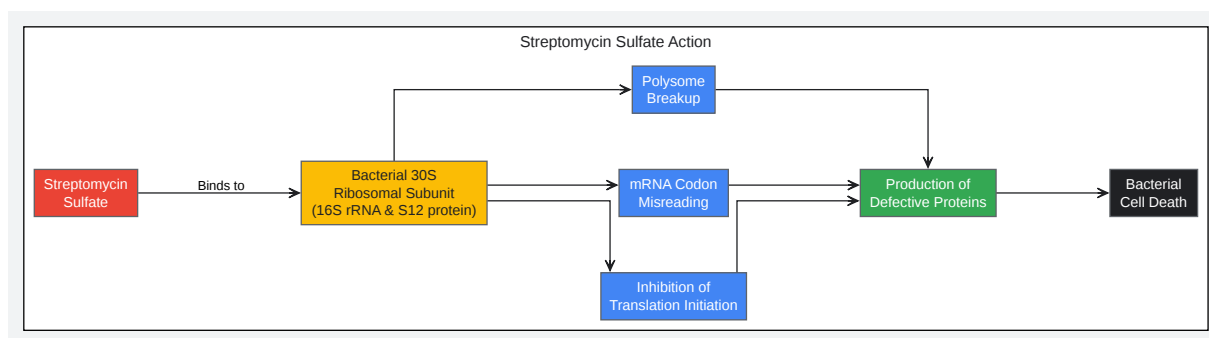 Streptomycin Sulfate Action
Polysome
Breakup
Streptomycin
Sulfate
Binds to
Bacterial 30S
Ribosomal Subunit
(16S rRNA & S12 protein)
mRNA Codon
Misreading
Production of
Defective Proteins
Bacterial
Cell Death
Inhibition of
Translation Initiation